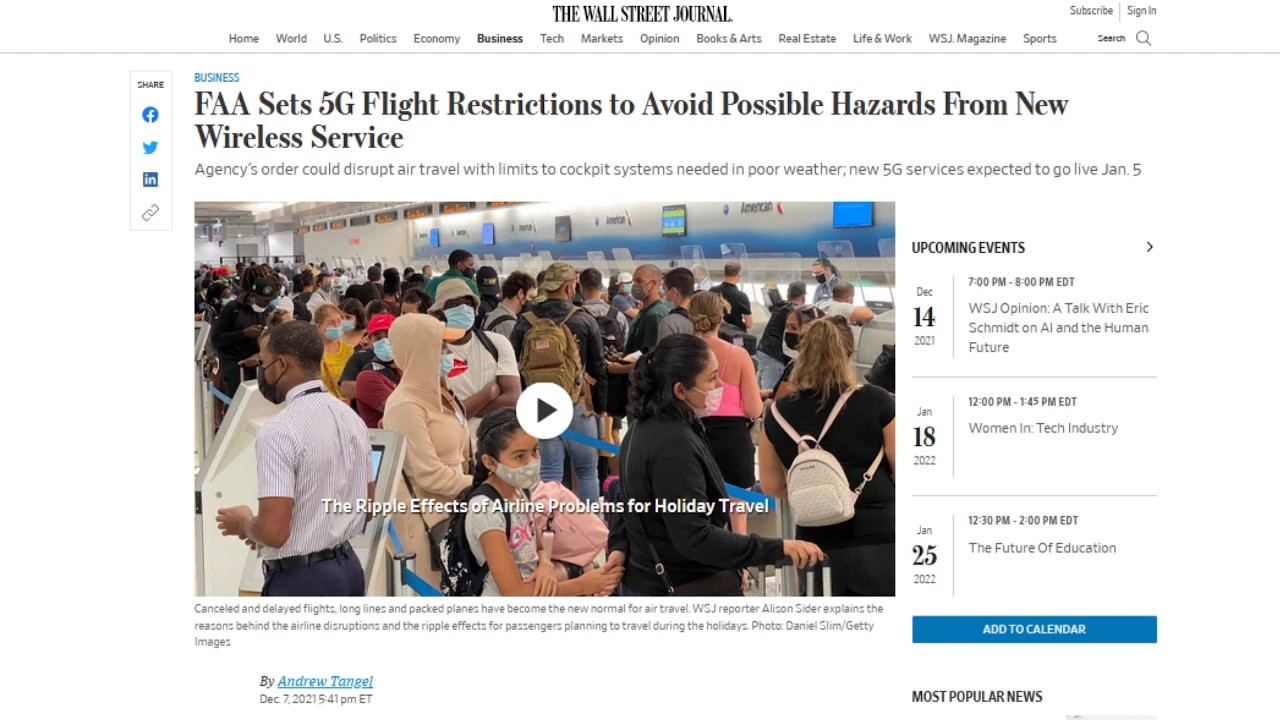 THE WALL STREET JOURNAL.
Subscribe Sign In
Home World U.S. Politics Economy Business Tech Markets Opinion Books & Arts Real Estate Life & Work WSJ. Magazine Sports Search
SHARE
BUSINESS
FAA Sets 5G Flight Restrictions to Avoid Possible Hazards From New
Wireless Service
Agency's order could disrupt air travel with limits to cockpit systems needed in poor weather; new 5G services expected to go live Jan. 5
American
American
American
The Ripple Effects of Airline Problems for Holiday Travel
Canceled and delayed flights, long lines and packed planes have become the new normal for air travel. WSJ reporter Alison Sider explains the
reasons behind the airline disruptions and the ripple effects for passengers planning to travel during the holidays. Photo: Daniel Slim/Getty
Images
By Andrew Tangel
Dec. 7, 2021 5:41 pm ET
UPCOMING EVENTS
Dec
14
2021
7:00 PM - 8:00 PM EDT
WSJ Opinion: A Talk With Eric
Schmidt on AI and the Human
Future
Jan
18
2022
12:00 PM - 1:45 PM EDT
Women In: Tech Industry
Jan
25
2022
12:30 PM - 2:00 PM EDT
The Future Of Education
ADD TO CALENDAR
MOST POPULAR NEWS